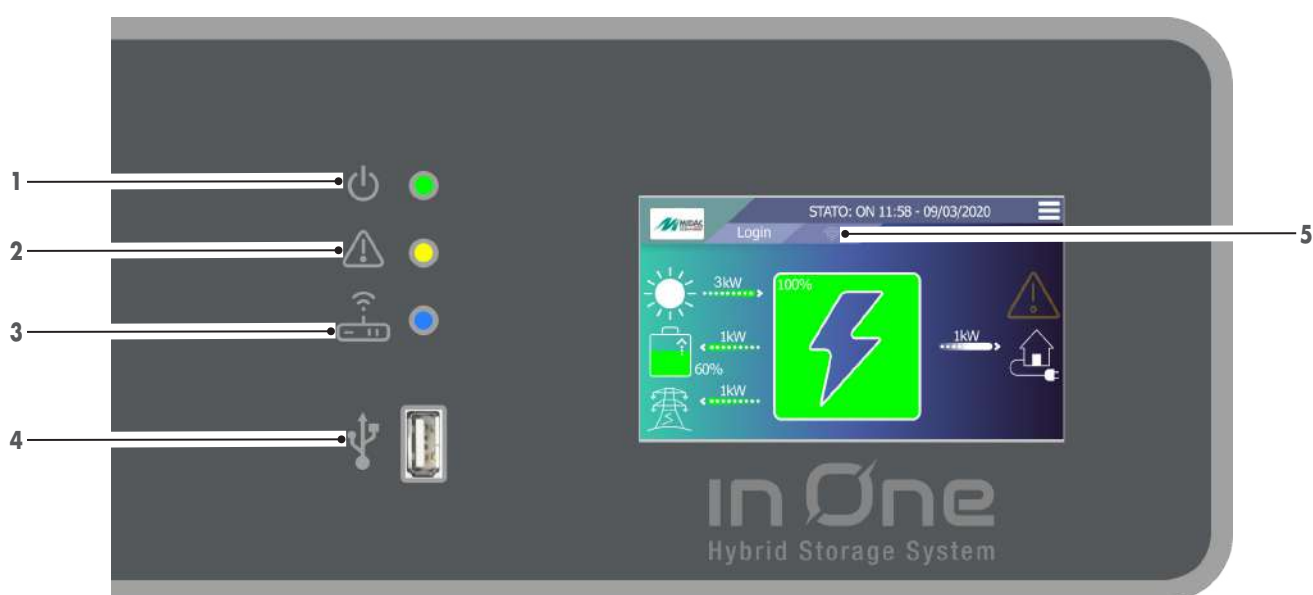 1
2
3
4
5
MIDAC
STATO: ON 11:58 - 09/03/2020
Login
3kW
100%
1kW
1kW
60%
1kW
in One
Hybrid Storage System